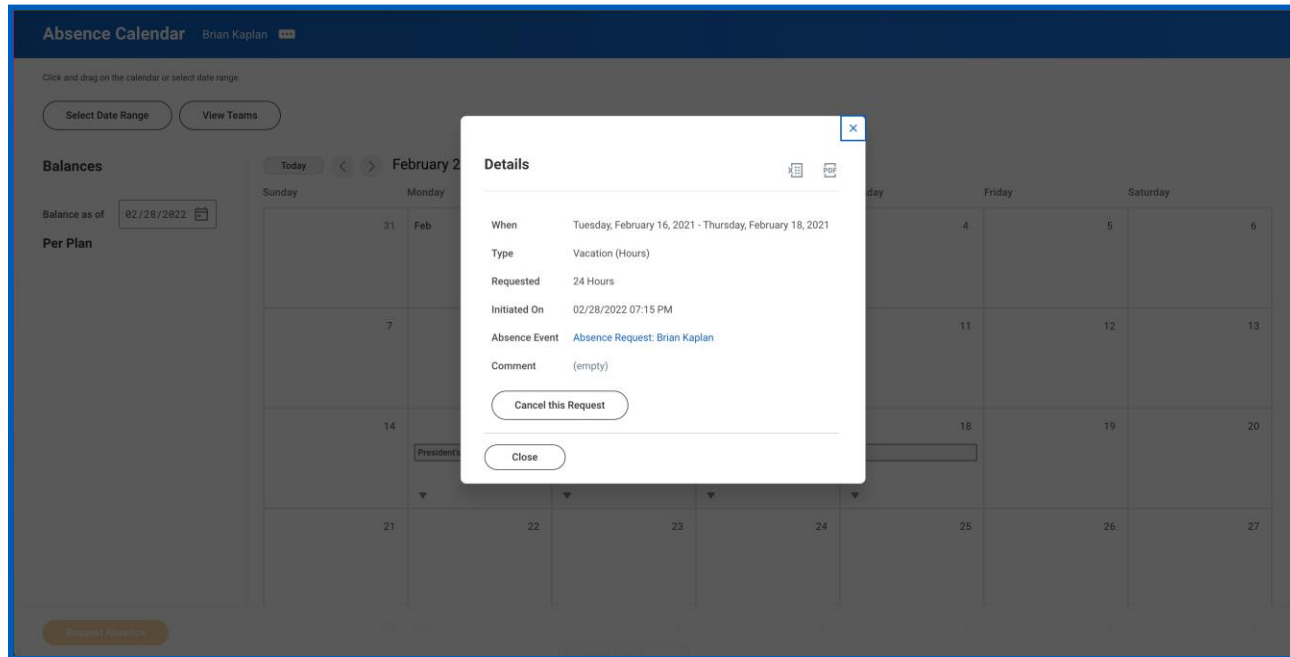 Absence Calendar Brian Kaplan
Click and drag on the calendar or select date range.
Select Date Range View Teams
Balances
Balance as of 02/28/2022
Per Plan
Today < > February 2
Sunday Monday day Friday Saturday
31 Feb 4 5 6
7 11 12 13
14 18 19 20
President's
21 22 23 24 25 26 27
Request Absence
Details
PDF
When Tuesday, February 16, 2021 - Thursday, February 18, 2021
Type Vacation (Hours)
Requested 24 Hours
Initiated On 02/28/2022 07:15 PM
Absence Event Absence Request: Brian Kaplan
Comment (empty)
Cancel this Request
Close